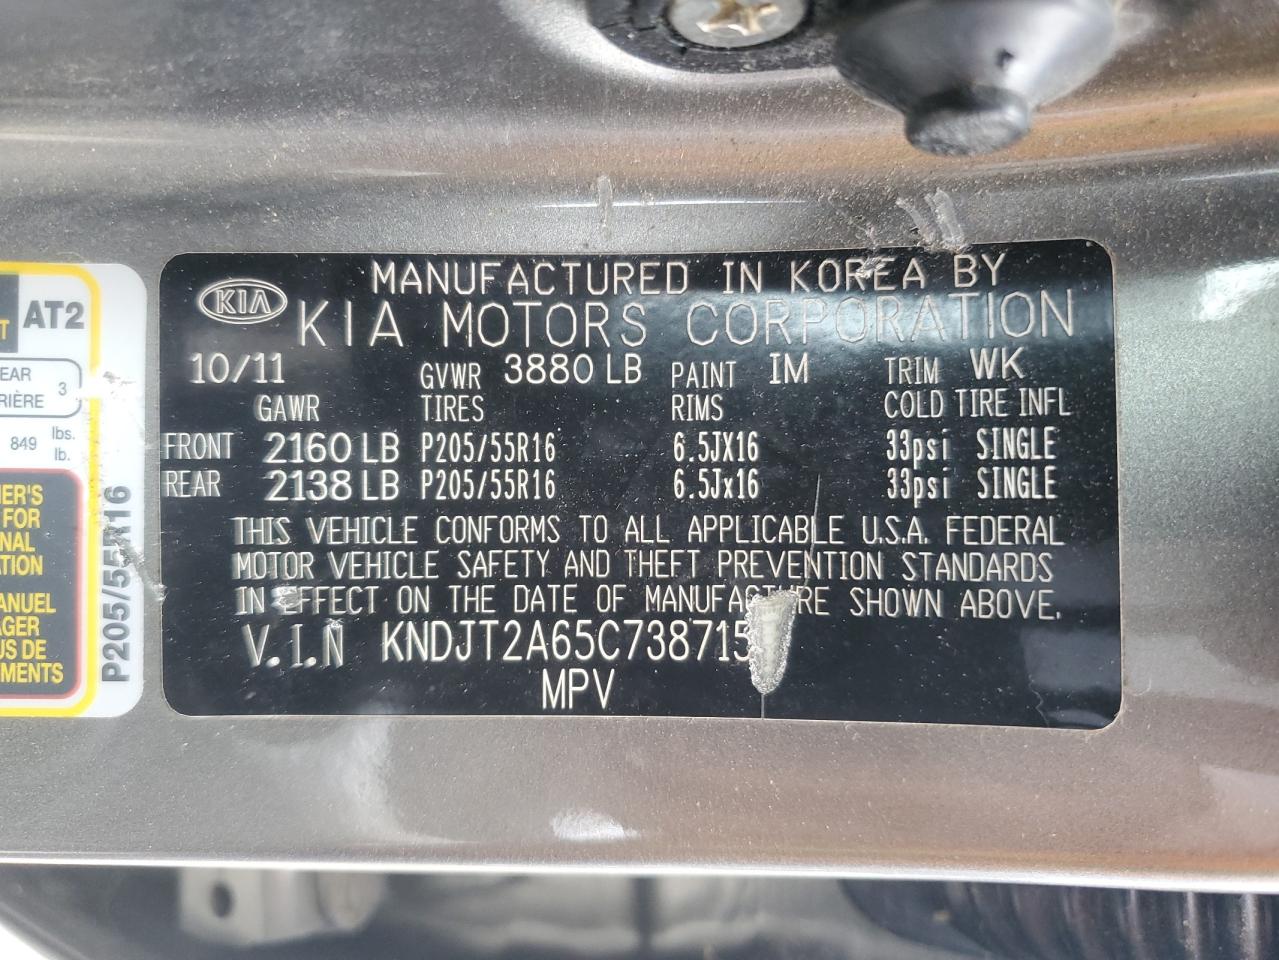 MANUFACTURED IN KOREA BY
KIA KIA MOTORS CORPORATION
10/11 GVWR 3880 LB PAINT IM TRIM WK
GAWR TIRES RIMS COLD TIRE INFL
FRONT 2160 LB P205/55R16 6.5JX16 33psi SINGLE
REAR 2138 LB P205/55R16 6.5Jx16 33psi SINGLE
THIS VEHICLE CONFORMS TO ALL APPLICABLE U.S.A. FEDERAL
MOTOR VEHICLE SAFETY AND THEFT PREVENTION STANDARDS
IN EFFECT ON THE DATE OF MANUFACTURE SHOWN ABOVE.
V.I.N KNDJT2A65C738715
MPV
AT2
3
849 lbs.
lb.
P205/55R16
FOR
US DE